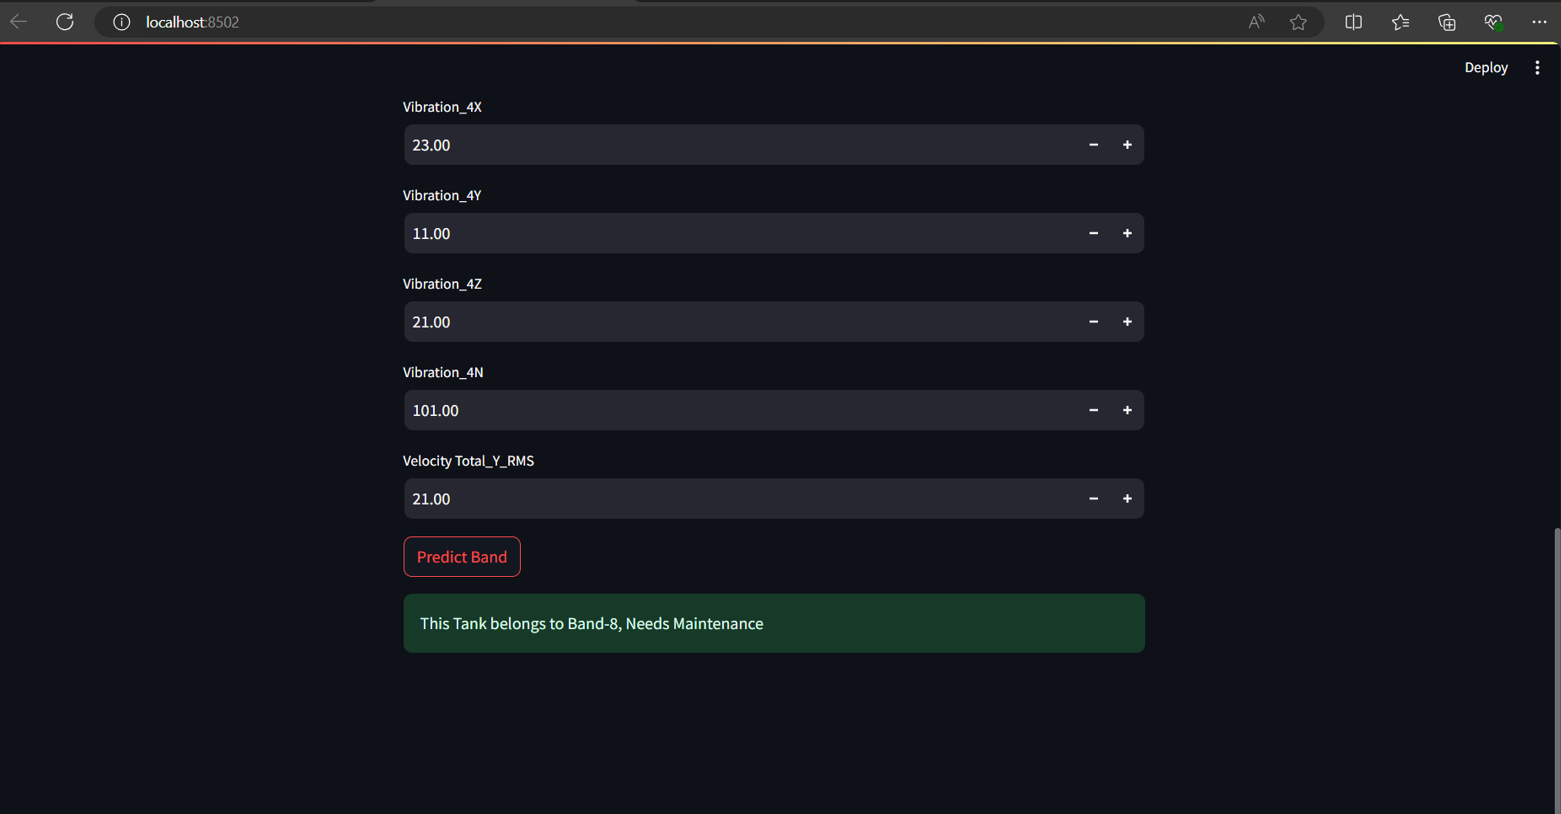 localhost:8502
Deploy
Vibration_4X
23.00
Vibration_4Y
11.00
Vibration_4Z
21.00
Vibration_4N
101.00
Velocity Total_Y_RMS
21.00
Predict Band
This Tank belongs to Band-8, Needs Maintenance